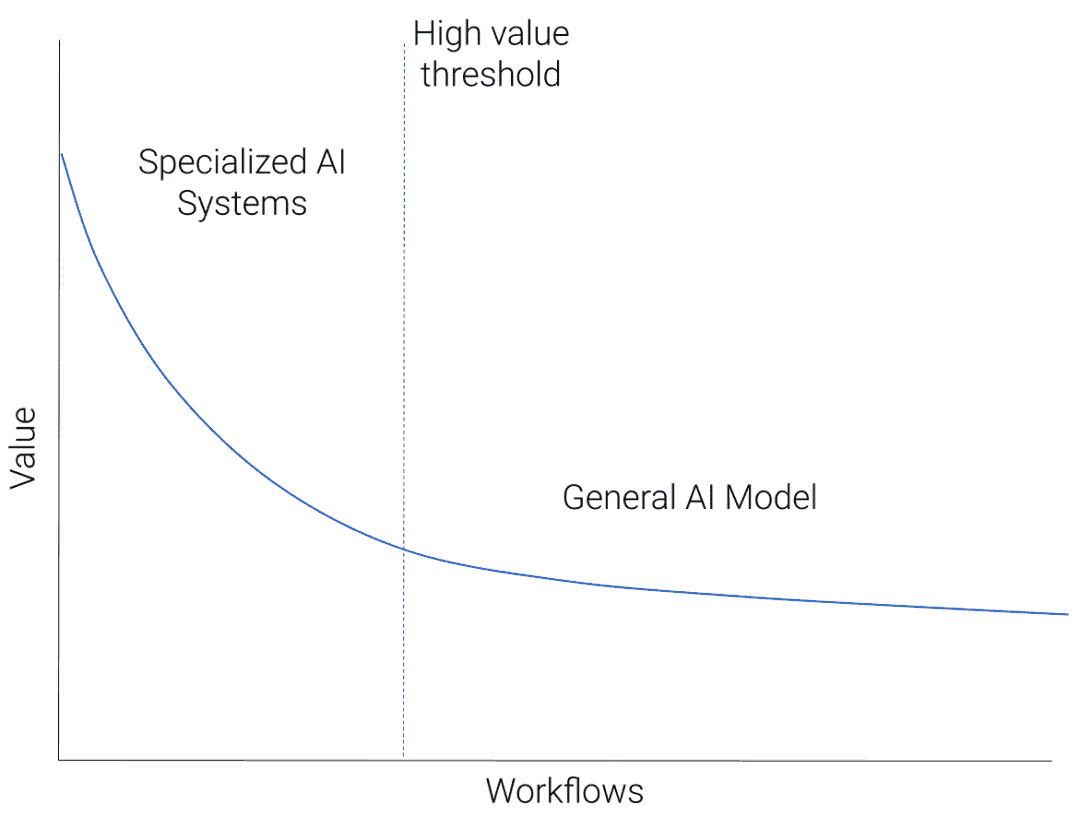 High value
threshold
Specialized AI
Systems
Value
General AI Model
Workflows